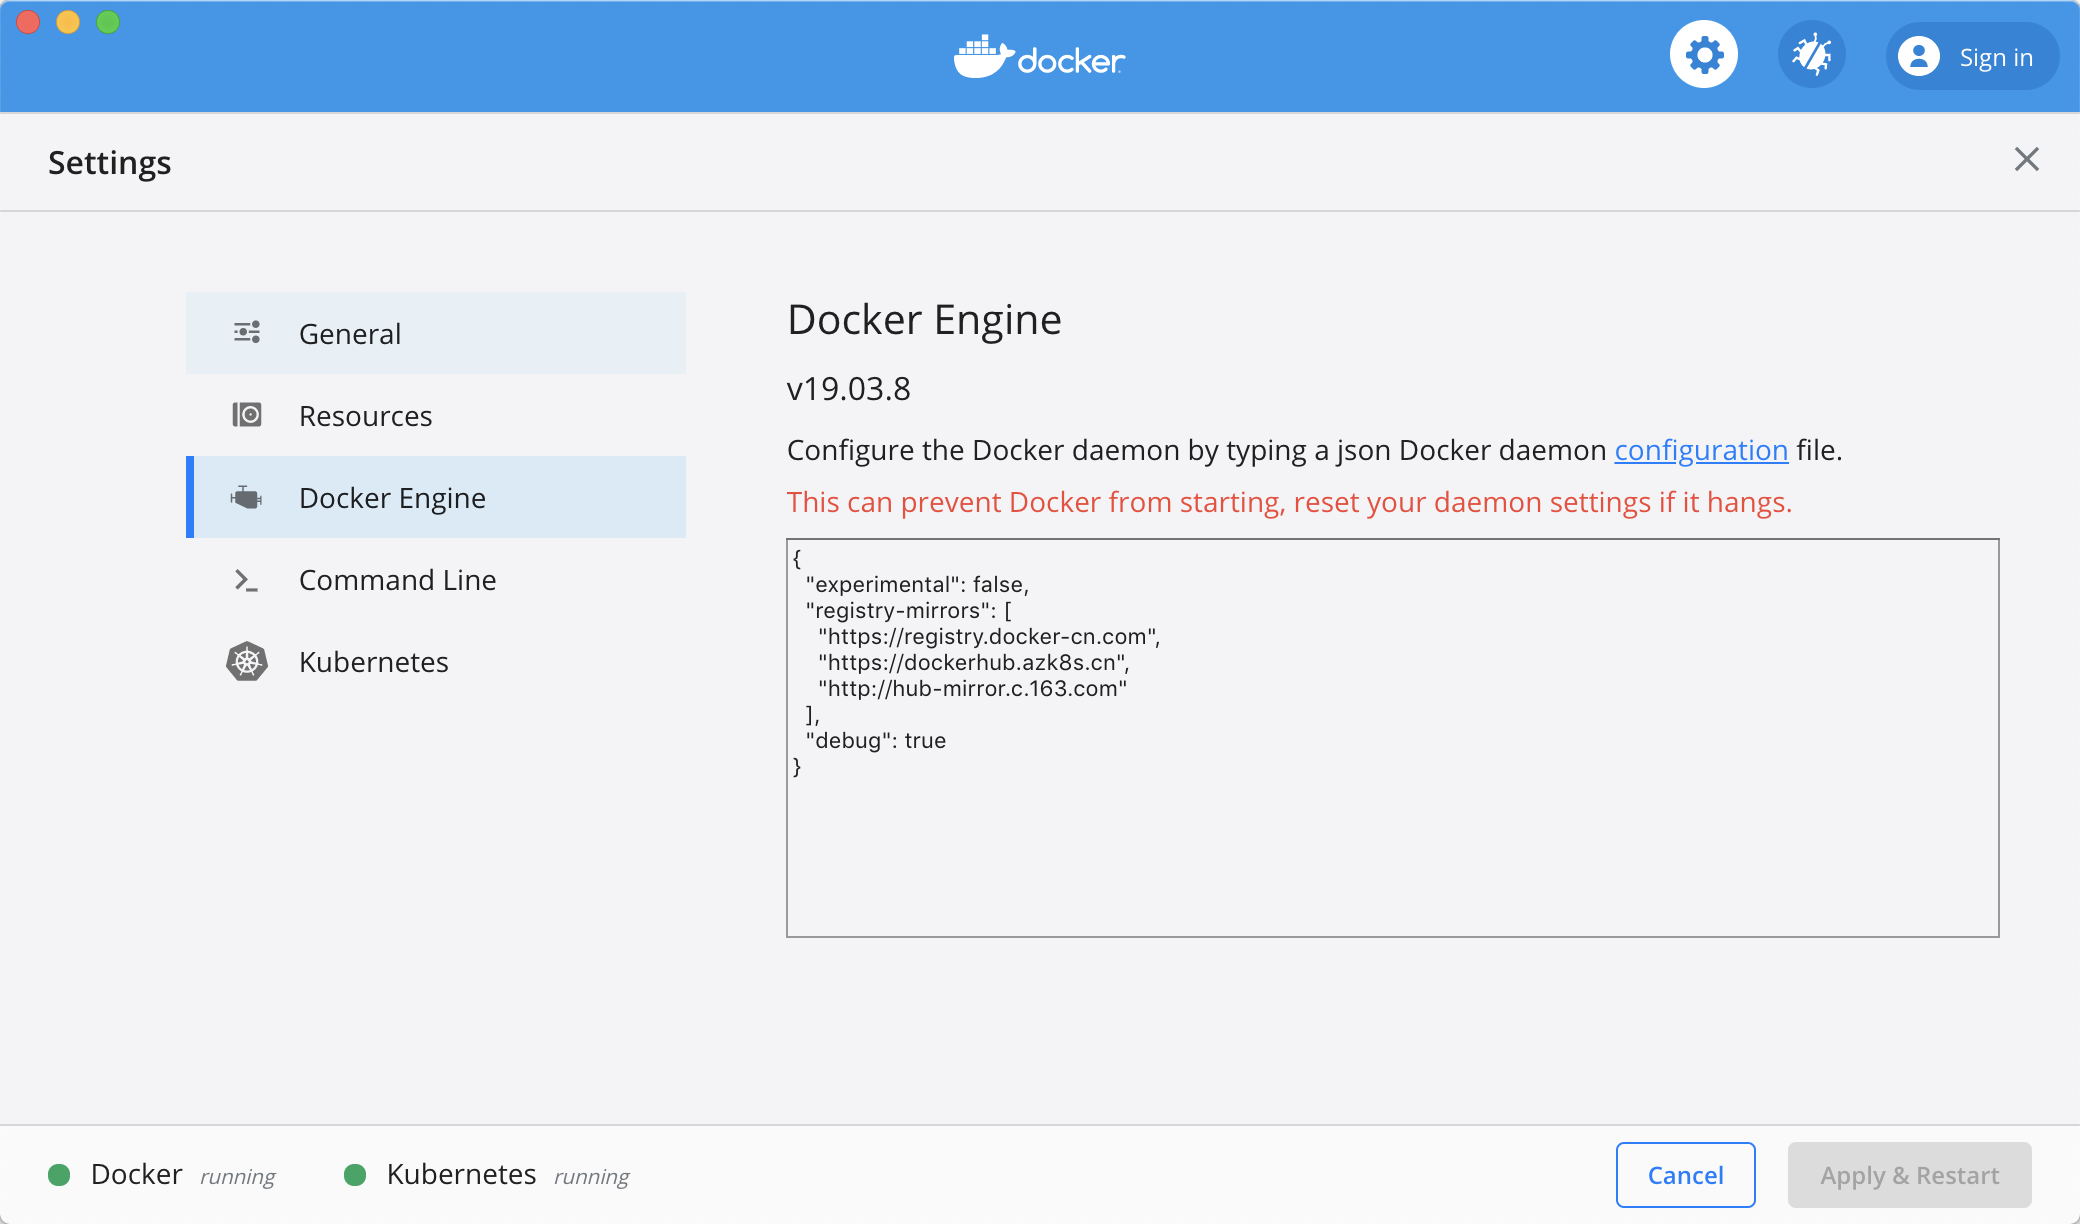 docker
Sign in
Settings
General
Resources
Docker Engine
Command Line
Kubernetes
Docker Engine
v19.03.8
Configure the Docker daemon by typing a json Docker daemon configuration file.
This can prevent Docker from starting, reset your daemon settings if it hangs.
{
  "experimental": false,
  "registry-mirrors": [
    "https://registry.docker-cn.com",
    "https://dockerhub.azk8s.cn",
    "http://hub-mirror.c.163.com"
  ],
  "debug": true
}
Docker running Kubernetes running Cancel Apply & Restart